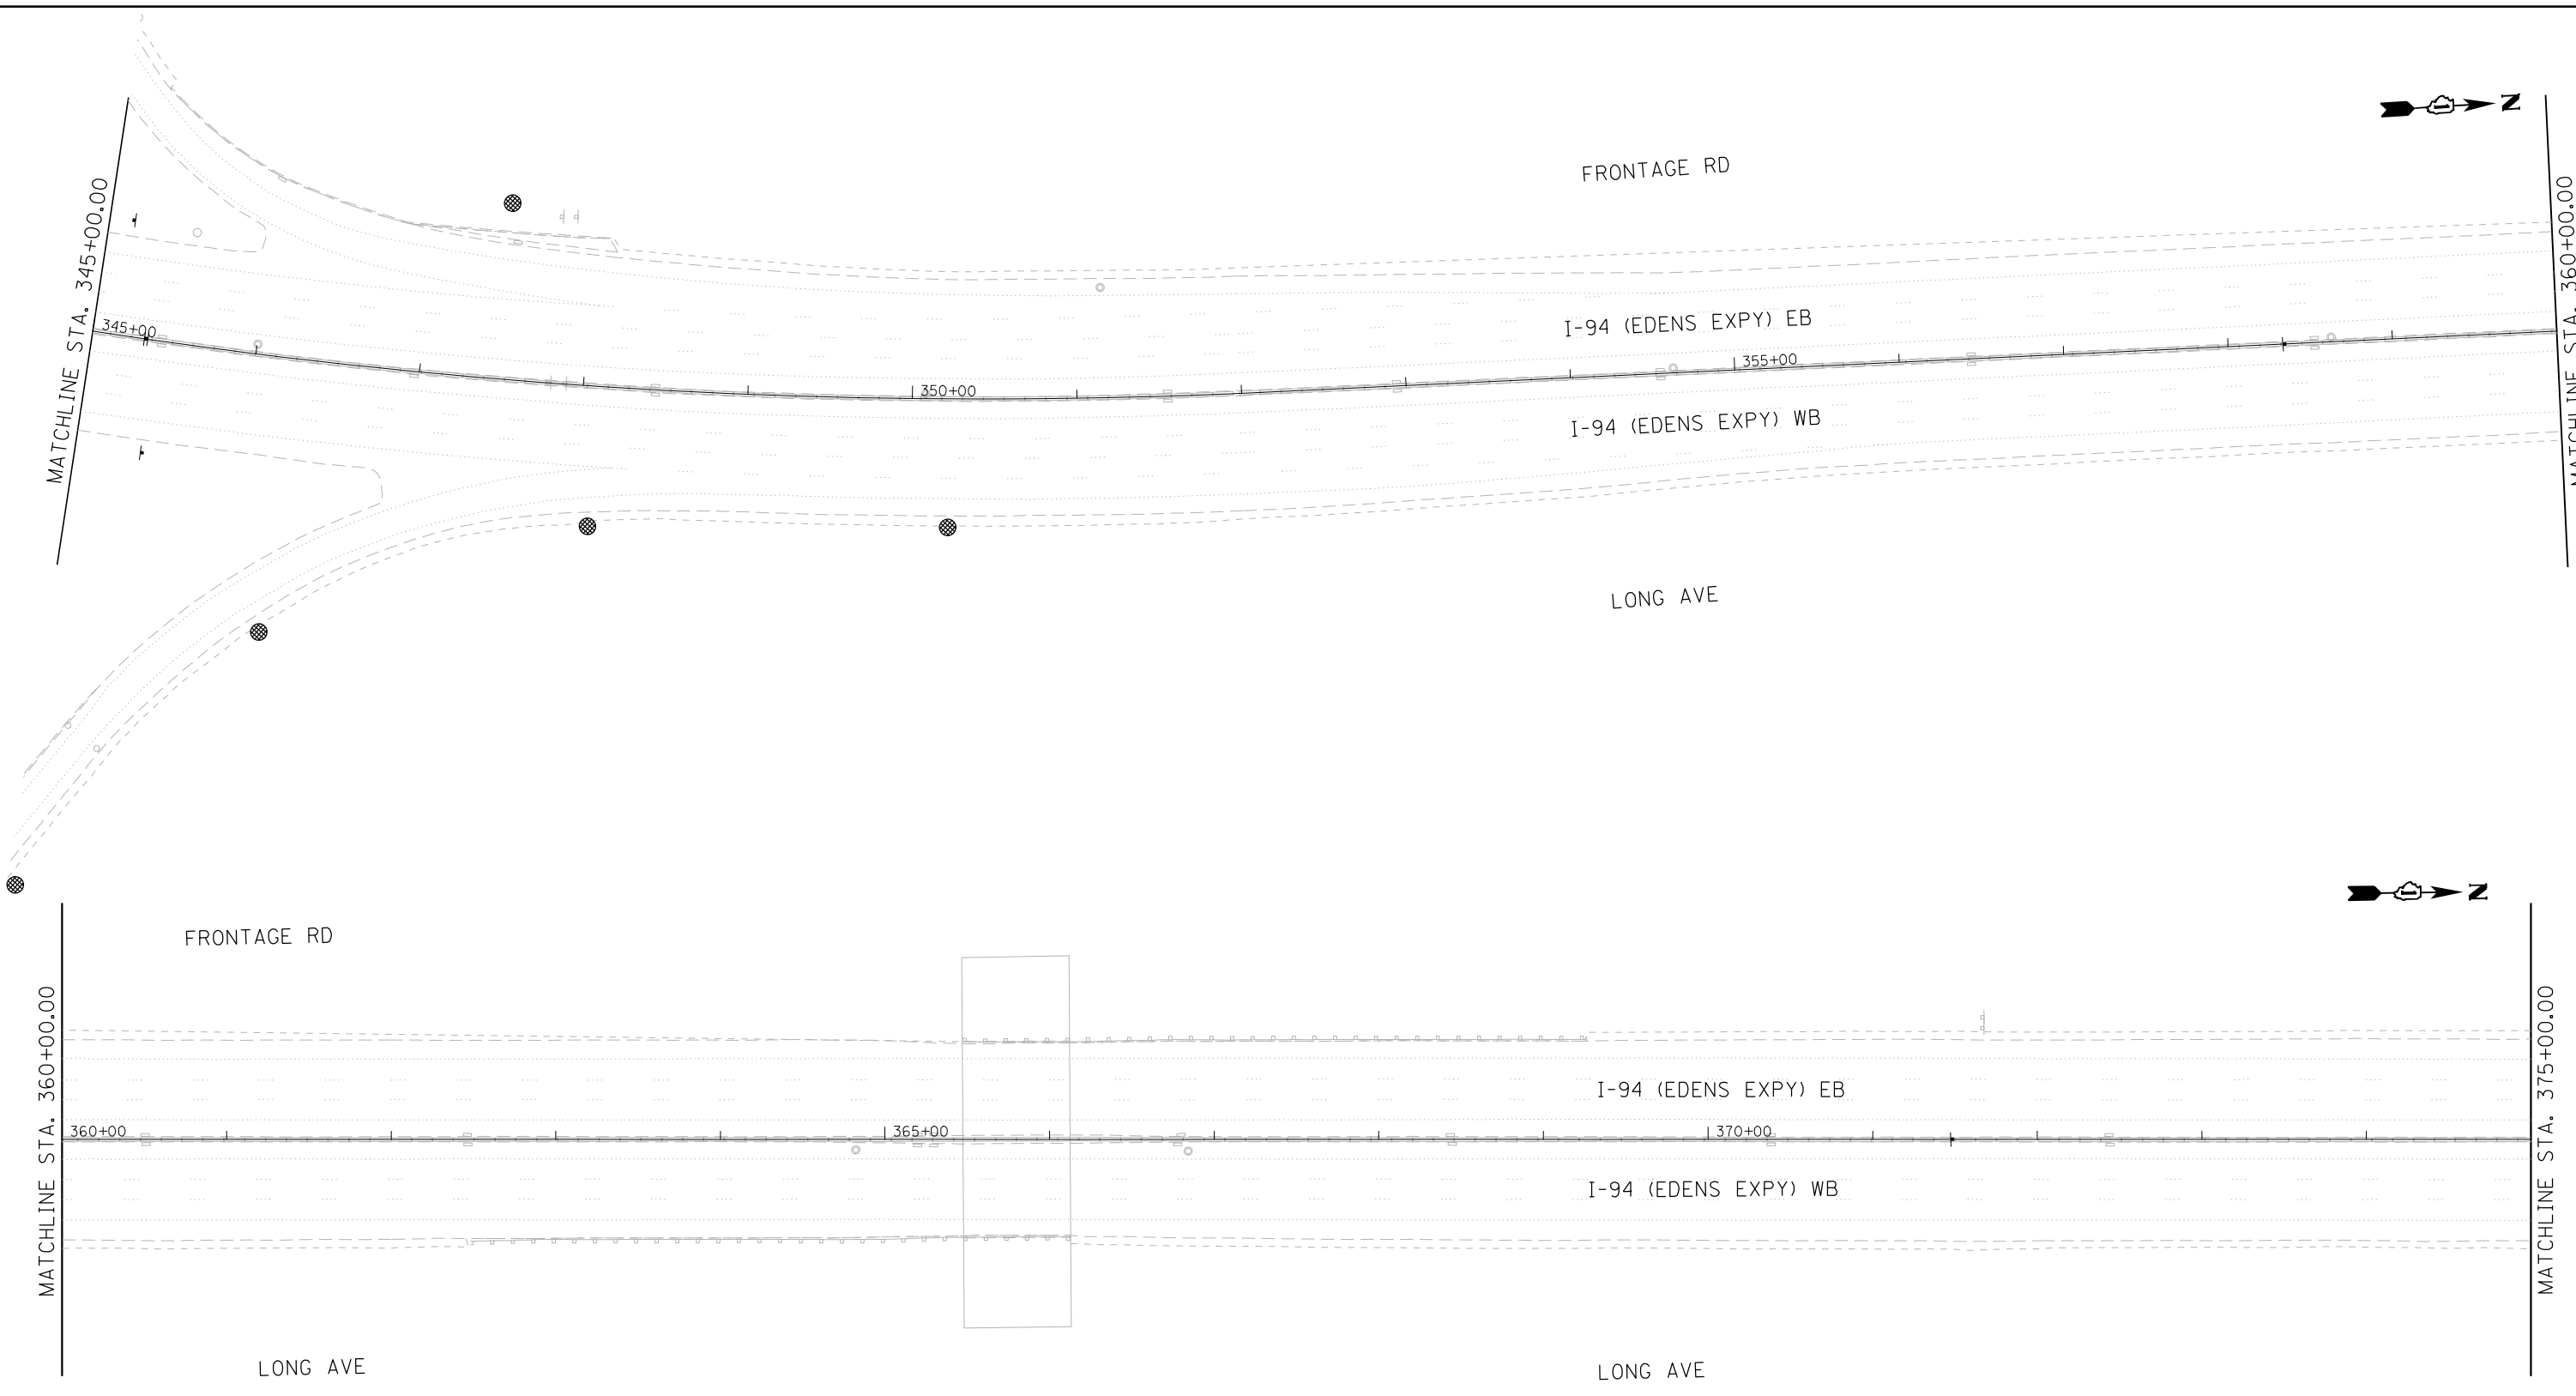 N
FRONTAGE RD
MATCHLINE STA. 345+00.00
MATCHLINE STA. 360+00.00
345+00
I-94 (EDENS EXPY) EB
355+00
350+00
I-94 (EDENS EXPY) WB
LONG AVE
N
FRONTAGE RD
MATCHLINE STA. 360+00.00
MATCHLINE STA. 375+00.00
I-94 (EDENS EXPY) EB
360+00
365+00
370+00
I-94 (EDENS EXPY) WB
LONG AVE
LONG AVE